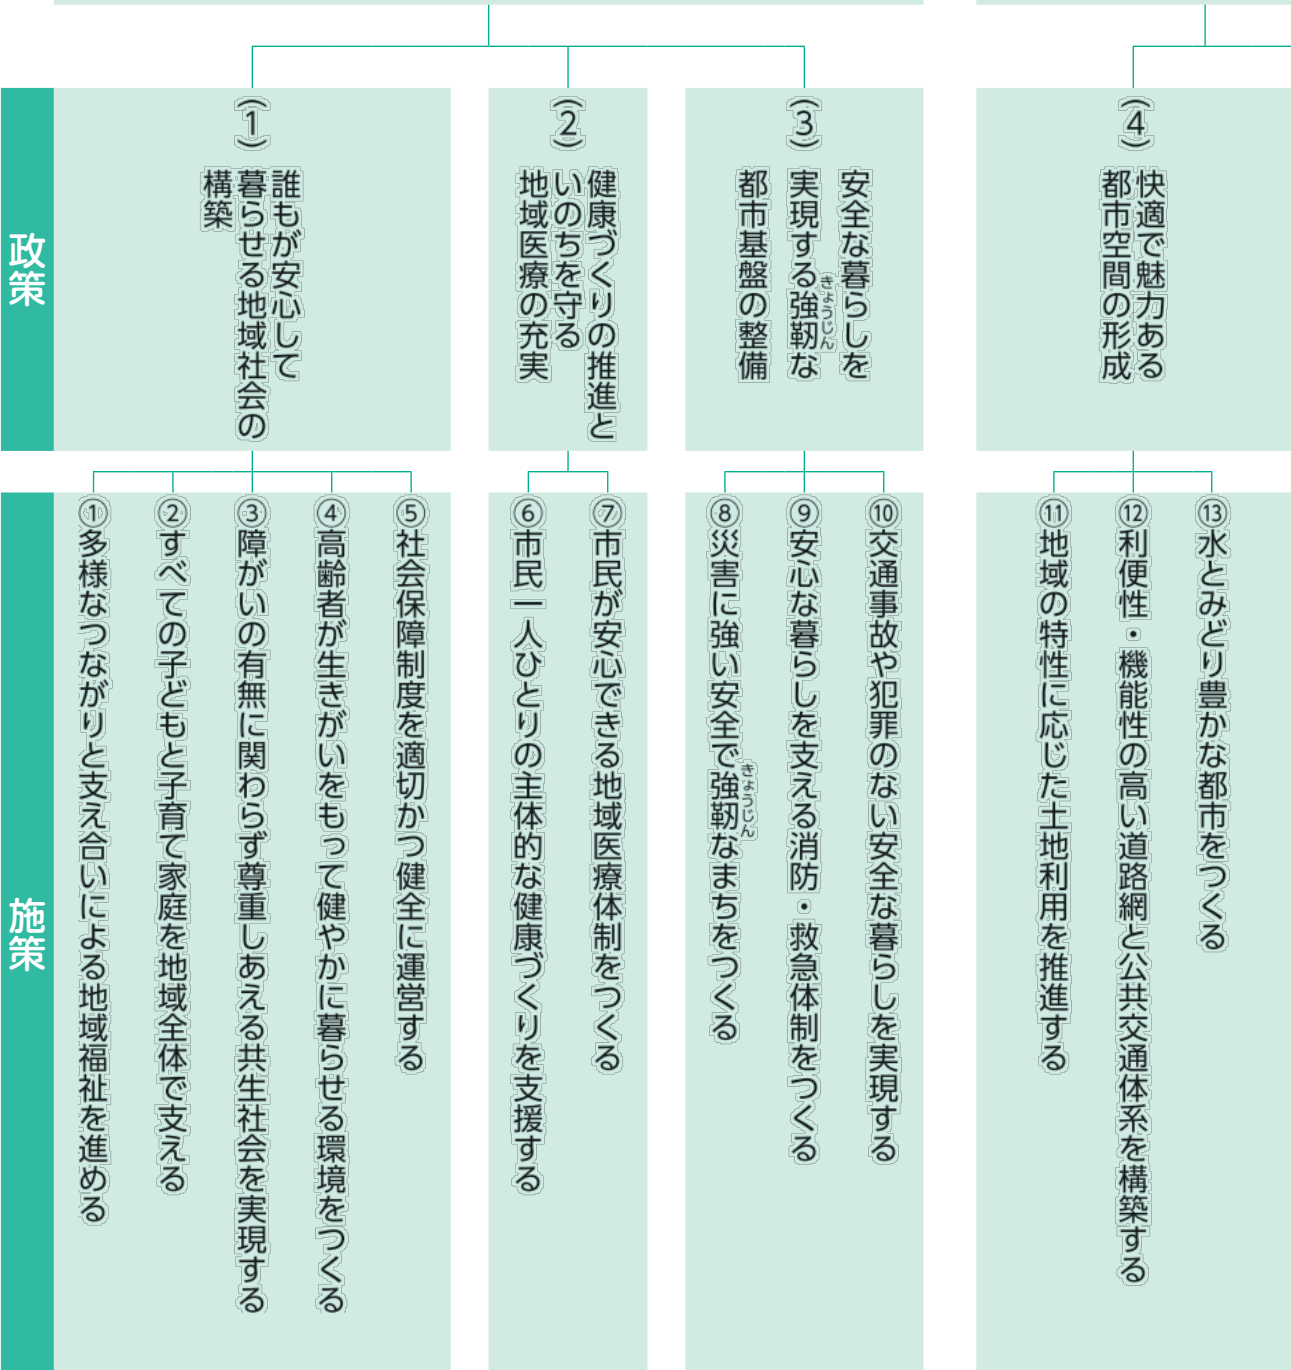 政策
(1)
誰もが安心して
暮らせる地域社会の
構築
(2)
健康づくりの推進と
いのちを守る
地域医療の充実
(3)
安全な暮らしを
実現する強靭な
きょうじん
都市基盤の整備
(4)
快適で魅力ある
都市空間の形成
施策
①多様なつながりと支え合いによる地域福祉を進める
②すべての子どもと子育て家庭を地域全体で支える
③障がいの有無に関わらず尊重しあえる共生社会を実現する
④高齢者が生きがいをもって健やかに暮らせる環境をつくる
⑤社会保障制度を適切かつ健全に運営する
⑥市民一人ひとりの主体的な健康づくりを支援する
⑦市民が安心できる地域医療体制をつくる
⑧災害に強い安全で強靭なまちをつくる
きょうじん
⑨安心な暮らしを支える消防・救急体制をつくる
⑩交通事故や犯罪のない安全な暮らしを実現する
⑪地域の特性に応じた土地利用を推進する
⑫利便性・機能性の高い道路網と公共交通体系を構築する
⑬水とみどり豊かな都市をつくる